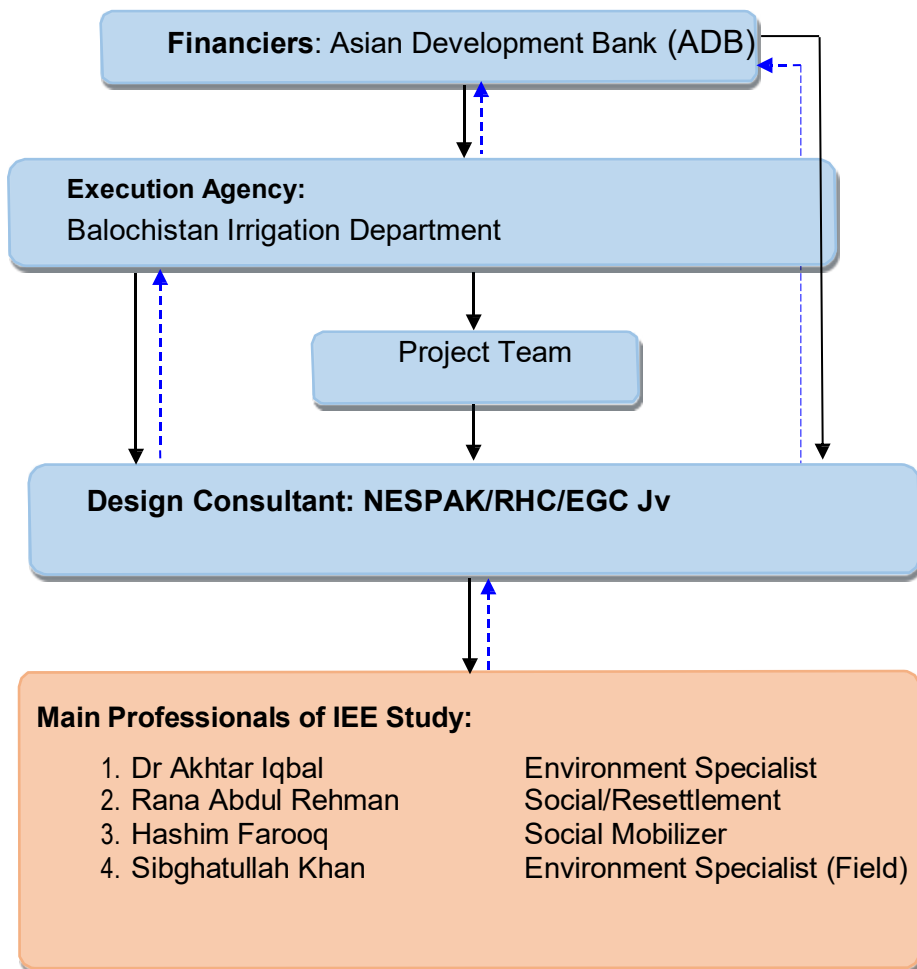 Financiers: Asian Development Bank (ADB)
Execution Agency:
Balochistan Irrigation Department
Project Team
Design Consultant: NESPAK/RHC/EGC Jv
Main Professionals of IEE Study:
1. Dr Akhtar Iqbal Environment Specialist
2. Rana Abdul Rehman Social/Resettlement
3. Hashim Farooq Social Mobilizer
4. Sibghatullah Khan Environment Specialist (Field)